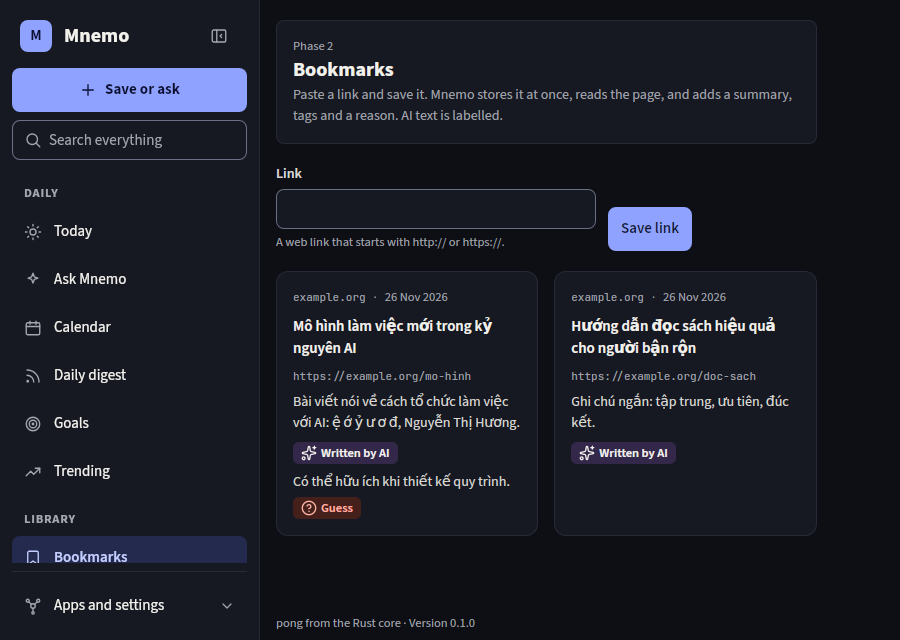 M
Mnemo
Save or ask
Search everything
DAILY
Today
Ask Mnemo
Calendar
Daily digest
Goals
Trending
LIBRARY
Bookmarks
Apps and settings
Phase 2
Bookmarks
Paste a link and save it. Mnemo stores it at once, reads the page, and adds a summary,
tags and a reason. AI text is labelled.
Link
Save link
A web link that starts with http:// or https://.
example.org · 26 Nov 2026
Mô hình làm việc mới trong kỷ
nguyên AI
https://example.org/mo-hinh
Bài viết nói về cách tổ chức làm việc
với AI: ệ ớ ỷ ư ơ đ, Nguyễn Thị Hương.
Written by AI
Có thể hữu ích khi thiết kế quy trình.
Guess
example.org · 26 Nov 2026
Hướng dẫn đọc sách hiệu quả
cho người bận rộn
https://example.org/doc-sach
Ghi chú ngắn: tập trung, ưu tiên, đúc
kết.
Written by AI
pong from the Rust core · Version 0.1.0